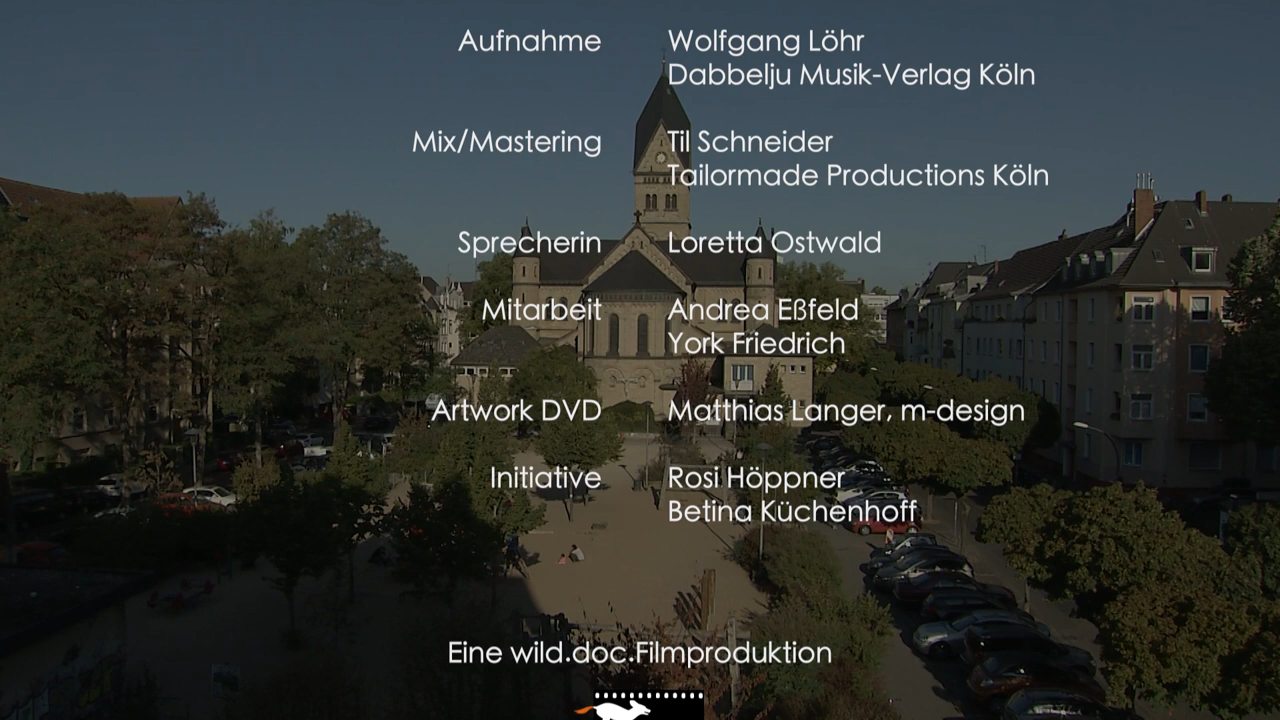 Aufnahme Wolfgang Löhr
Dabbelju Musik-Verlag Köln
Mix/Mastering Til Schneider
Tailormade Productions Köln
Sprecherin Loretta Ostwald
Mitarbeit Andrea Eßfeld
York Friedrich
Artwork DVD Matthias Langer, m-design
Initiative Rosi Höppner
Betina Küchenhoff
Eine wild.doc.Filmproduktion